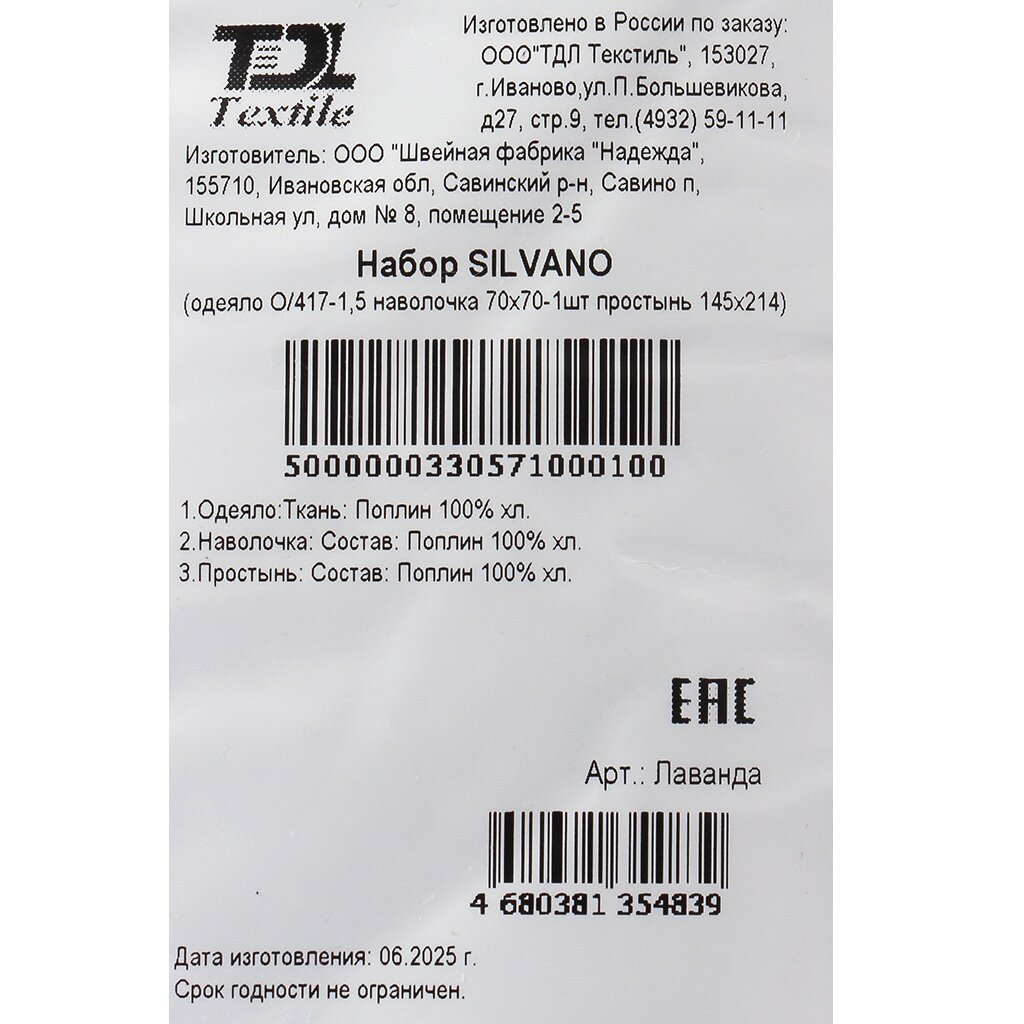 TDL
Textile
Изготовлено в России по заказу:
ООО"ТДЛ Текстиль", 153027,
г.Иваново,ул.П.Большевикова,
д27, стр.9, тел.(4932) 59-11-11
Изготовитель: ООО "Швейная фабрика "Надежда",
155710, Ивановская обл, Савинский р-н, Савино п,
Школьная ул, дом № 8, помещение 2-5
Набор SILVANO
(одеяло О/417-1,5 наволочка 70х70-1шт простынь 145х214)
5000000330571000100
1.Одеяло:Ткань: Поплин 100% хл.
2.Наволочка: Состав: Поплин 100% хл.
3.Простынь: Состав: Поплин 100% хл.
EAC
Арт.: Лаванда
4 680381 354839
Дата изготовления: 06.2025 г.
Срок годности не ограничен.